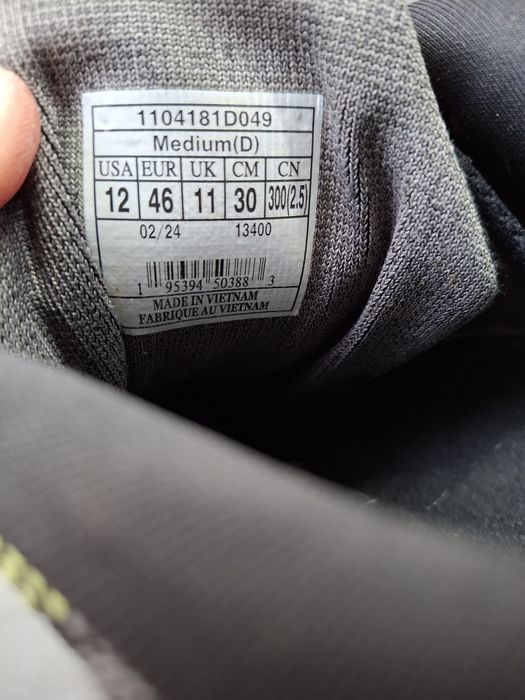 1104181D049
Medium(D)
USA EUR UK CM CN
12 46 11 30 300(2.5)
02/24 13400
1 95394 50388 3
MADE IN VIETNAM
FABRIQUE AU VIETNAM